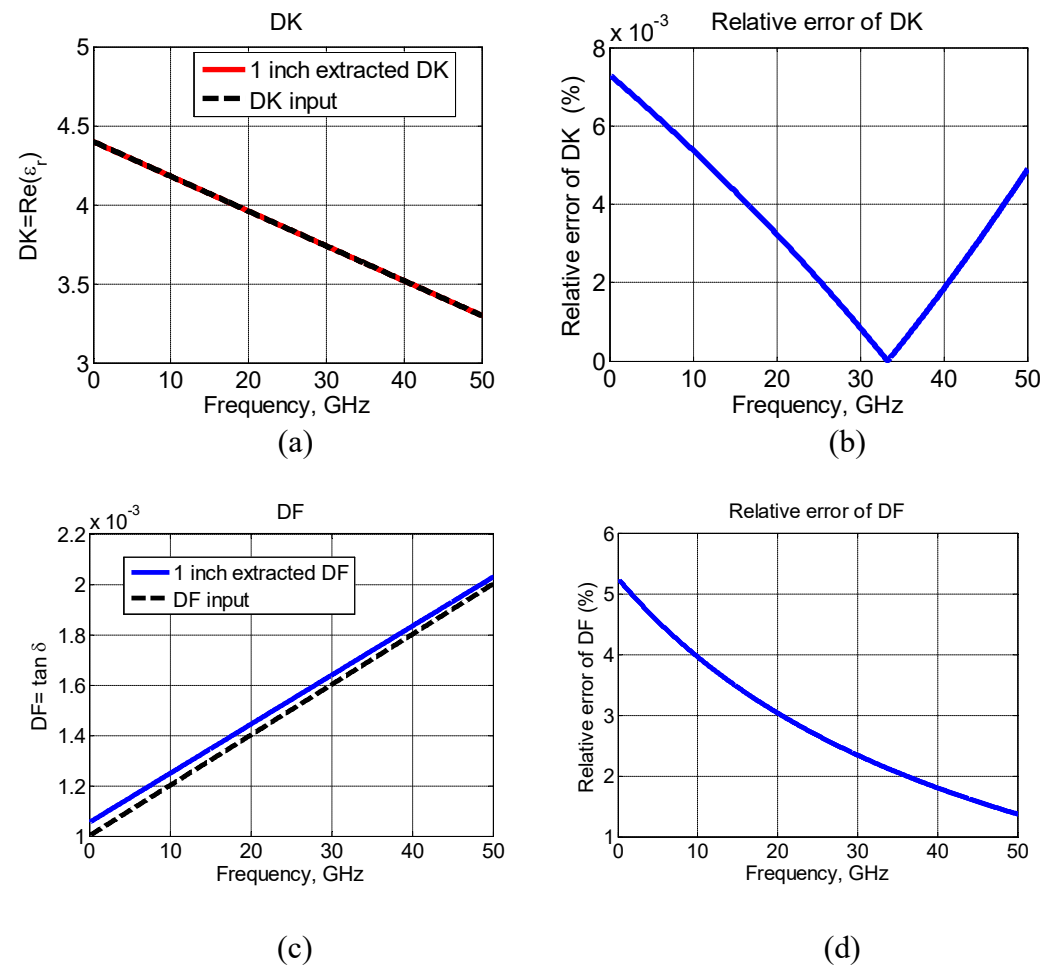 DK
5
4.5
4
3.5
3
DK=Re(εr)
1 inch extracted DK
DK input
0 10 20 30 40 50
Frequency, GHz
(a)
Relative error of DK
x 10-3
8
6
4
2
0
Relative error of DK (%)
0 10 20 30 40 50
Frequency, GHz
(b)
DF
x 10-3
2.2
2
1.8
1.6
1.4
1.2
1
DF= tan δ
1 inch extracted DF
DF input
0 10 20 30 40 50
Frequency, GHz
(c)
Relative error of DF
6
5
4
3
2
1
Relative error of DF (%)
0 10 20 30 40 50
Frequency, GHz
(d)